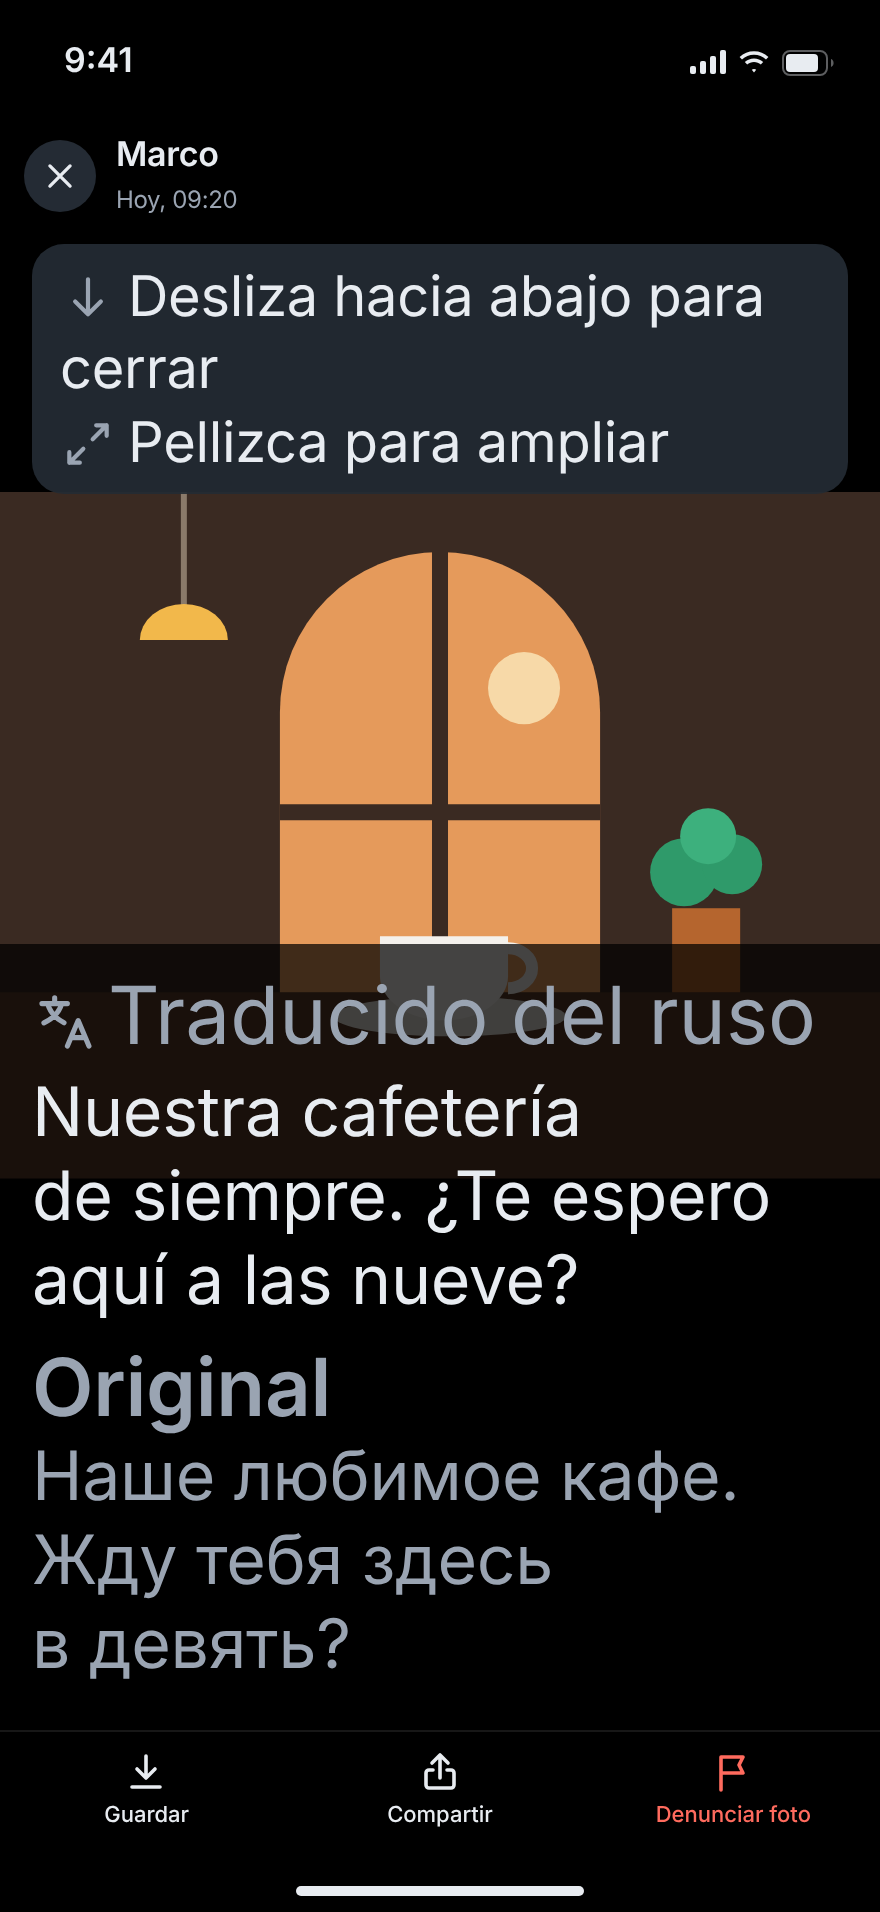 9:41
Marco
Hoy, 09:20
Desliza hacia abajo para
cerrar
Pellizca para ampliar
Traducido del ruso
Nuestra cafetería
de siempre. ¿Te espero
aquí a las nueve?
Original
Наше любимое кафе.
Жду тебя здесь
в девять?
Guardar
Compartir
Denunciar foto